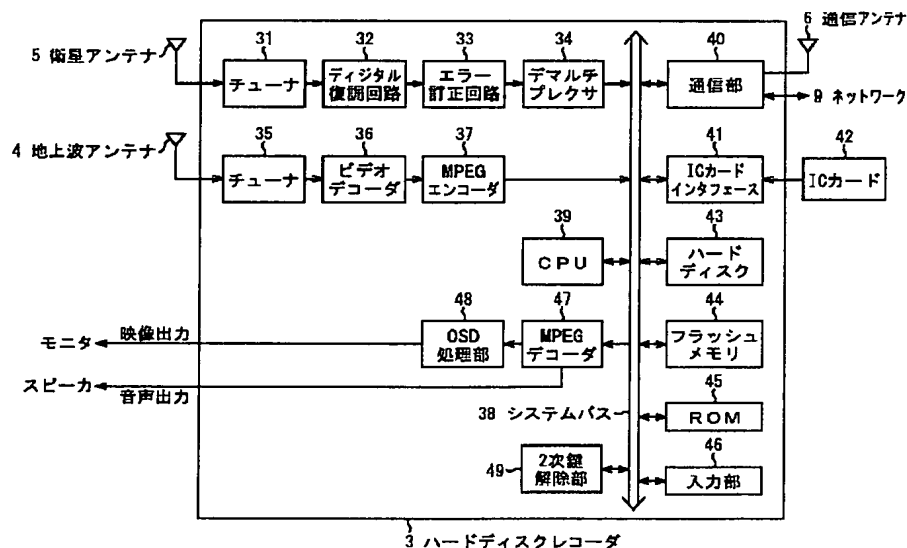 6 通信アンテナ
5 衛星アンテナ
31
チューナ
32
ディジタル
復調回路
33
エラー
訂正回路
34
デマルチ
プレクサ
40
通信部
9 ネットワーク
4 地上波アンテナ
35
チューナ
36
ビデオ
デコーダ
37
MPEG
エンコーダ
41
ICカード
インタフェース
42
ICカード
39
CPU
43
ハード
ディスク
モニタ
映像出力
48
OSD
処理部
47
MPEG
デコーダ
44
フラッシュ
メモリ
スピーカ
音声出力
38 システムバス
45
ROM
49
2次鍵
解除部
46
入力部
3 ハードディスクレコーダ